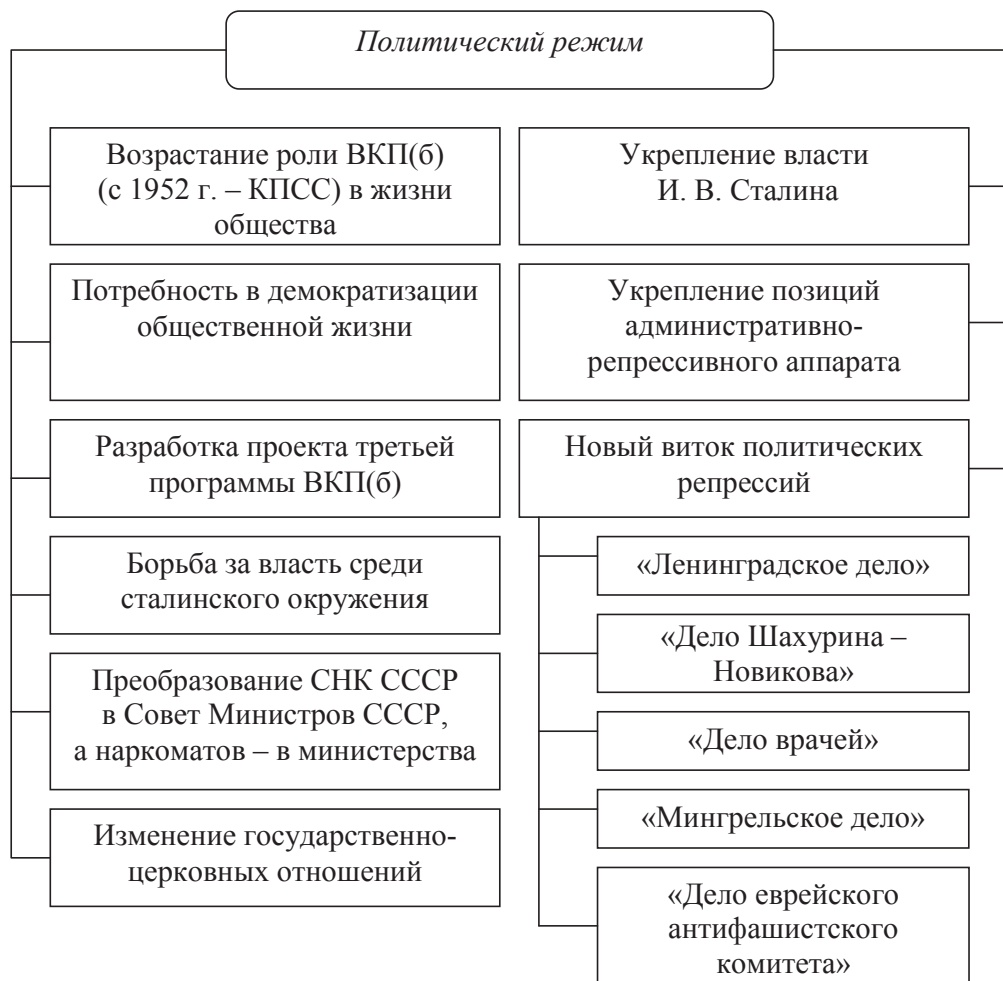 Политический режим
Возрастание роли ВКП(б)
(с 1952 г. – КПСС) в жизни
общества
Потребность в демократизации
общественной жизни
Разработка проекта третьей
программы ВКП(б)
Борьба за власть среди
сталинского окружения
Преобразование СНК СССР
в Совет Министров СССР,
а наркоматов – в министерства
Изменение государственно-
церковных отношений
Укрепление власти
И. В. Сталина
Укрепление позиций
административно-
репрессивного аппарата
Новый виток политических
репрессий
«Ленинградское дело»
«Дело Шахурина –
Новикова»
«Дело врачей»
«Мингрельское дело»
«Дело еврейского
антифашистского
комитета»